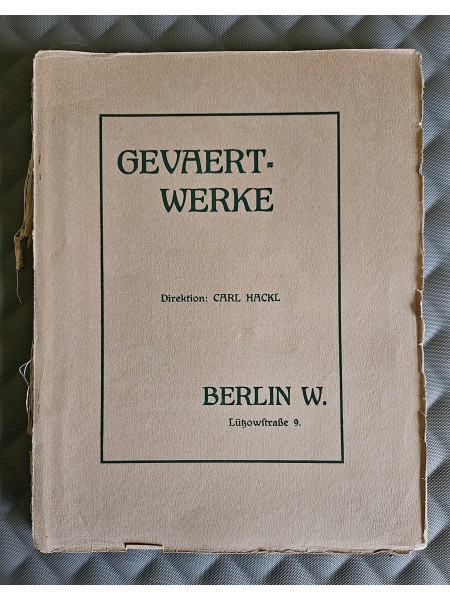 GEVAERT-
WERKE
Direktion: CARL HACKL
BERLIN W.
Lützowſtraße 9.